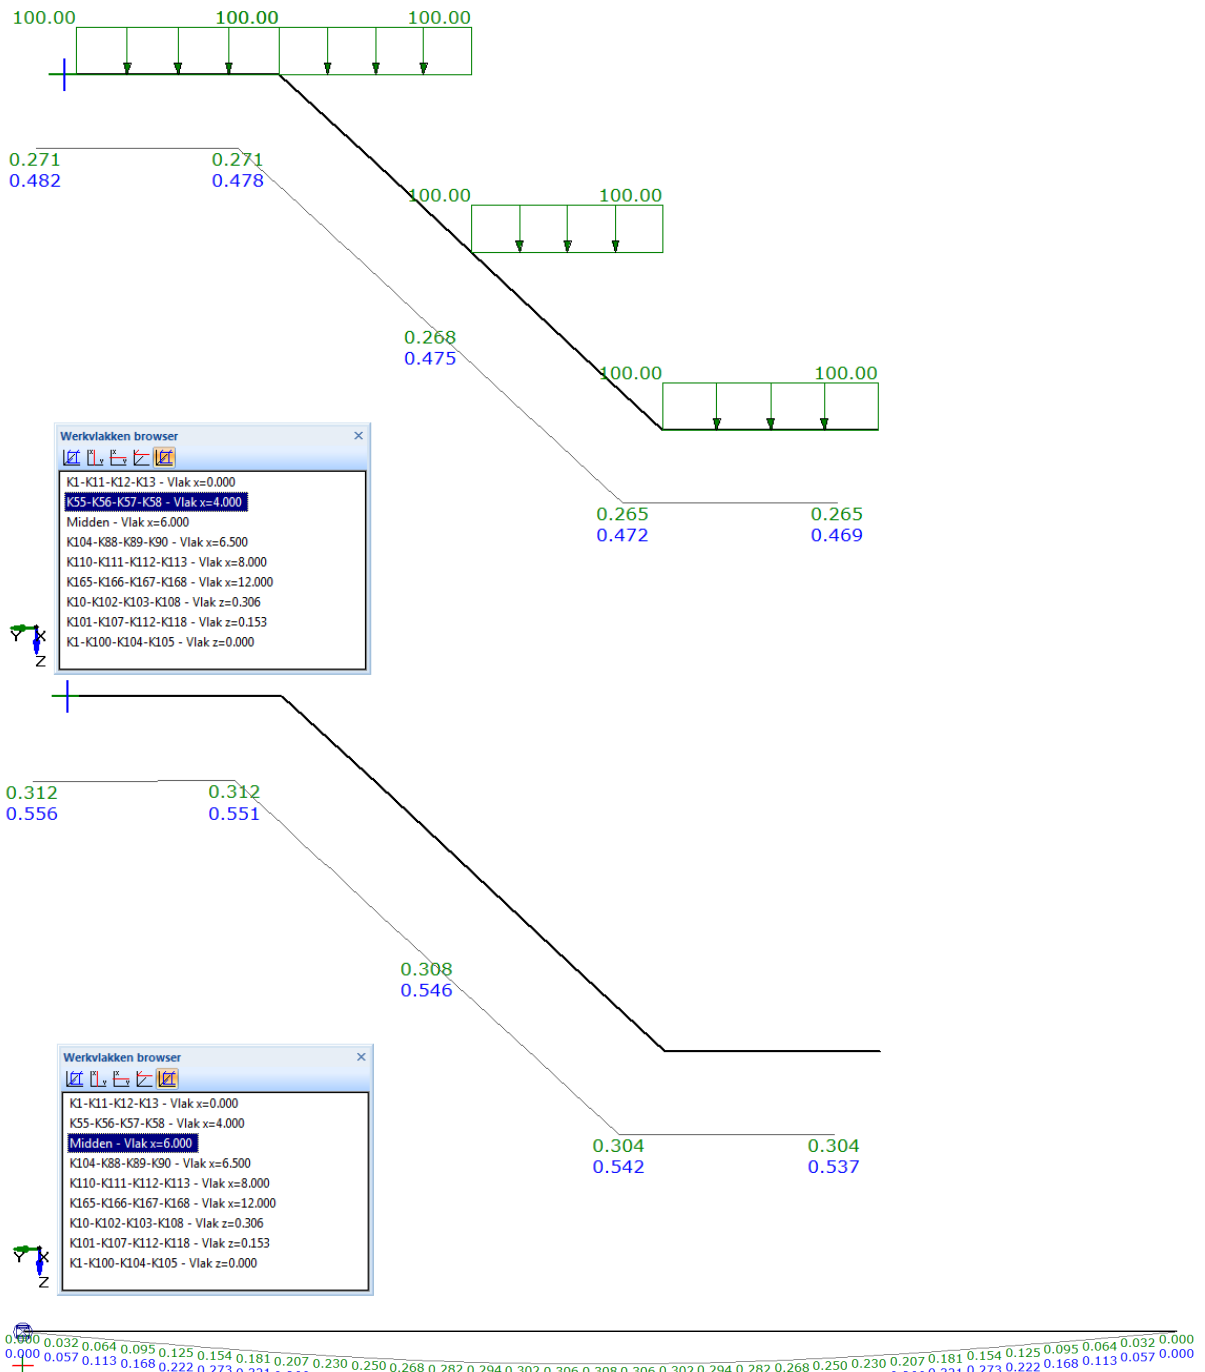 100.00 100.00 100.00
0.271 0.271
0.482 0.478
100.00 100.00
0.268
0.475
100.00 100.00
Werkvlakken browser
K1-K11-K12-K13 - Vlak x=0.000
K55-K56-K57-K58 - Vlak x=4.000
Midden - Vlak x=6.000
K104-K88-K89-K90 - Vlak x=6.500
K110-K111-K112-K113 - Vlak x=8.000
K165-K166-K167-K168 - Vlak x=12.000
K10-K102-K103-K108 - Vlak z=0.306
K101-K107-K112-K118 - Vlak z=0.153
K1-K100-K104-K105 - Vlak z=0.000
0.265 0.265
0.472 0.469
Y X
Z
0.312 0.312
0.556 0.551
0.308
0.546
Werkvlakken browser
K1-K11-K12-K13 - Vlak x=0.000
K55-K56-K57-K58 - Vlak x=4.000
Midden - Vlak x=6.000
K104-K88-K89-K90 - Vlak x=6.500
K110-K111-K112-K113 - Vlak x=8.000
K165-K166-K167-K168 - Vlak x=12.000
K10-K102-K103-K108 - Vlak z=0.306
K101-K107-K112-K118 - Vlak z=0.153
K1-K100-K104-K105 - Vlak z=0.000
0.304 0.304
0.542 0.537
Y X
Z
0.000 0.032 0.064 0.095 0.125 0.154 0.181 0.207 0.230 0.250 0.268 0.282 0.294 0.302 0.306 0.308 0.306 0.302 0.294 0.282 0.268 0.250 0.230 0.207 0.181 0.154 0.125 0.095 0.064 0.032 0.000
0.000 0.057 0.113 0.168 0.222 0.273 0.273 0.222 0.168 0.113 0.057 0.000